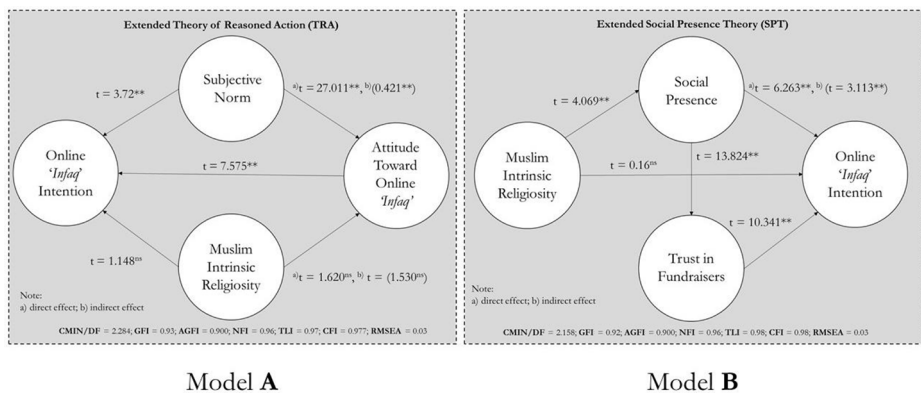 Extended Theory of Reasoned Action (TRA)
Subjective
Norm
t = 3.72**
a)t = 27.011**, b)(0.421**)
Online
'Infaq'
Intention
t = 7.575**
Attitude
Toward
Online
'Infaq'
t = 1.148ns
Muslim
Intrinsic
Religiosity
a)t = 1.620ns, b) t = (1.530ns)
Note:
a) direct effect; b) indirect effect
CMIN/DF = 2.284; GFI = 0.93; AGFI = 0.900; NFI = 0.96; TLI = 0.97; CFI = 0.977; RMSEA = 0.03
Model A
Extended Social Presence Theory (SPT)
Social
Presence
t = 4.069**
a)t = 6.263**, b) (t = 3.113**)
Muslim
Intrinsic
Religiosity
t = 0.16ns
t = 13.824**
Online
'Infaq'
Intention
t = 10.341**
Trust in
Fundraisers
Note:
a) direct effect; b) indirect effect
CMIN/DF = 2.158; GFI = 0.92; AGFI = 0.900; NFI = 0.96; TLI = 0.98; CFI = 0.98; RMSEA = 0.03
Model B